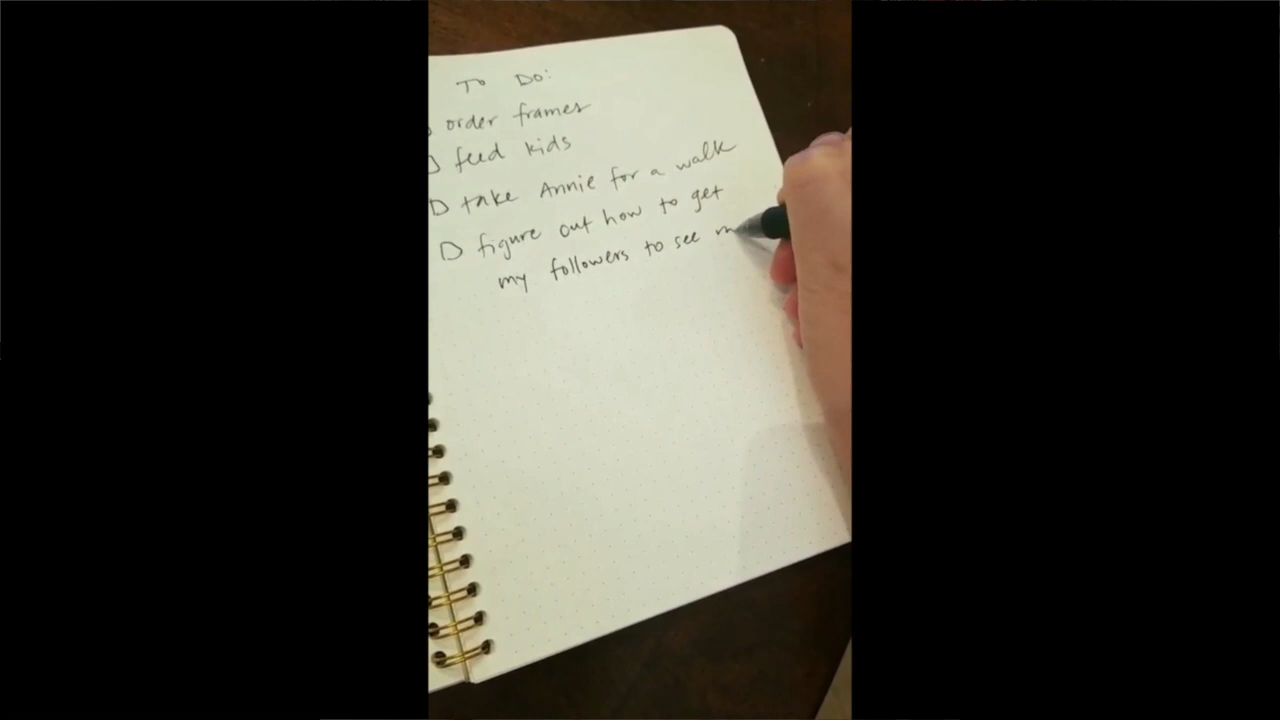 To Do:
order frames
feed kids
take Annie for a walk
figure out how to get
my followers to see m